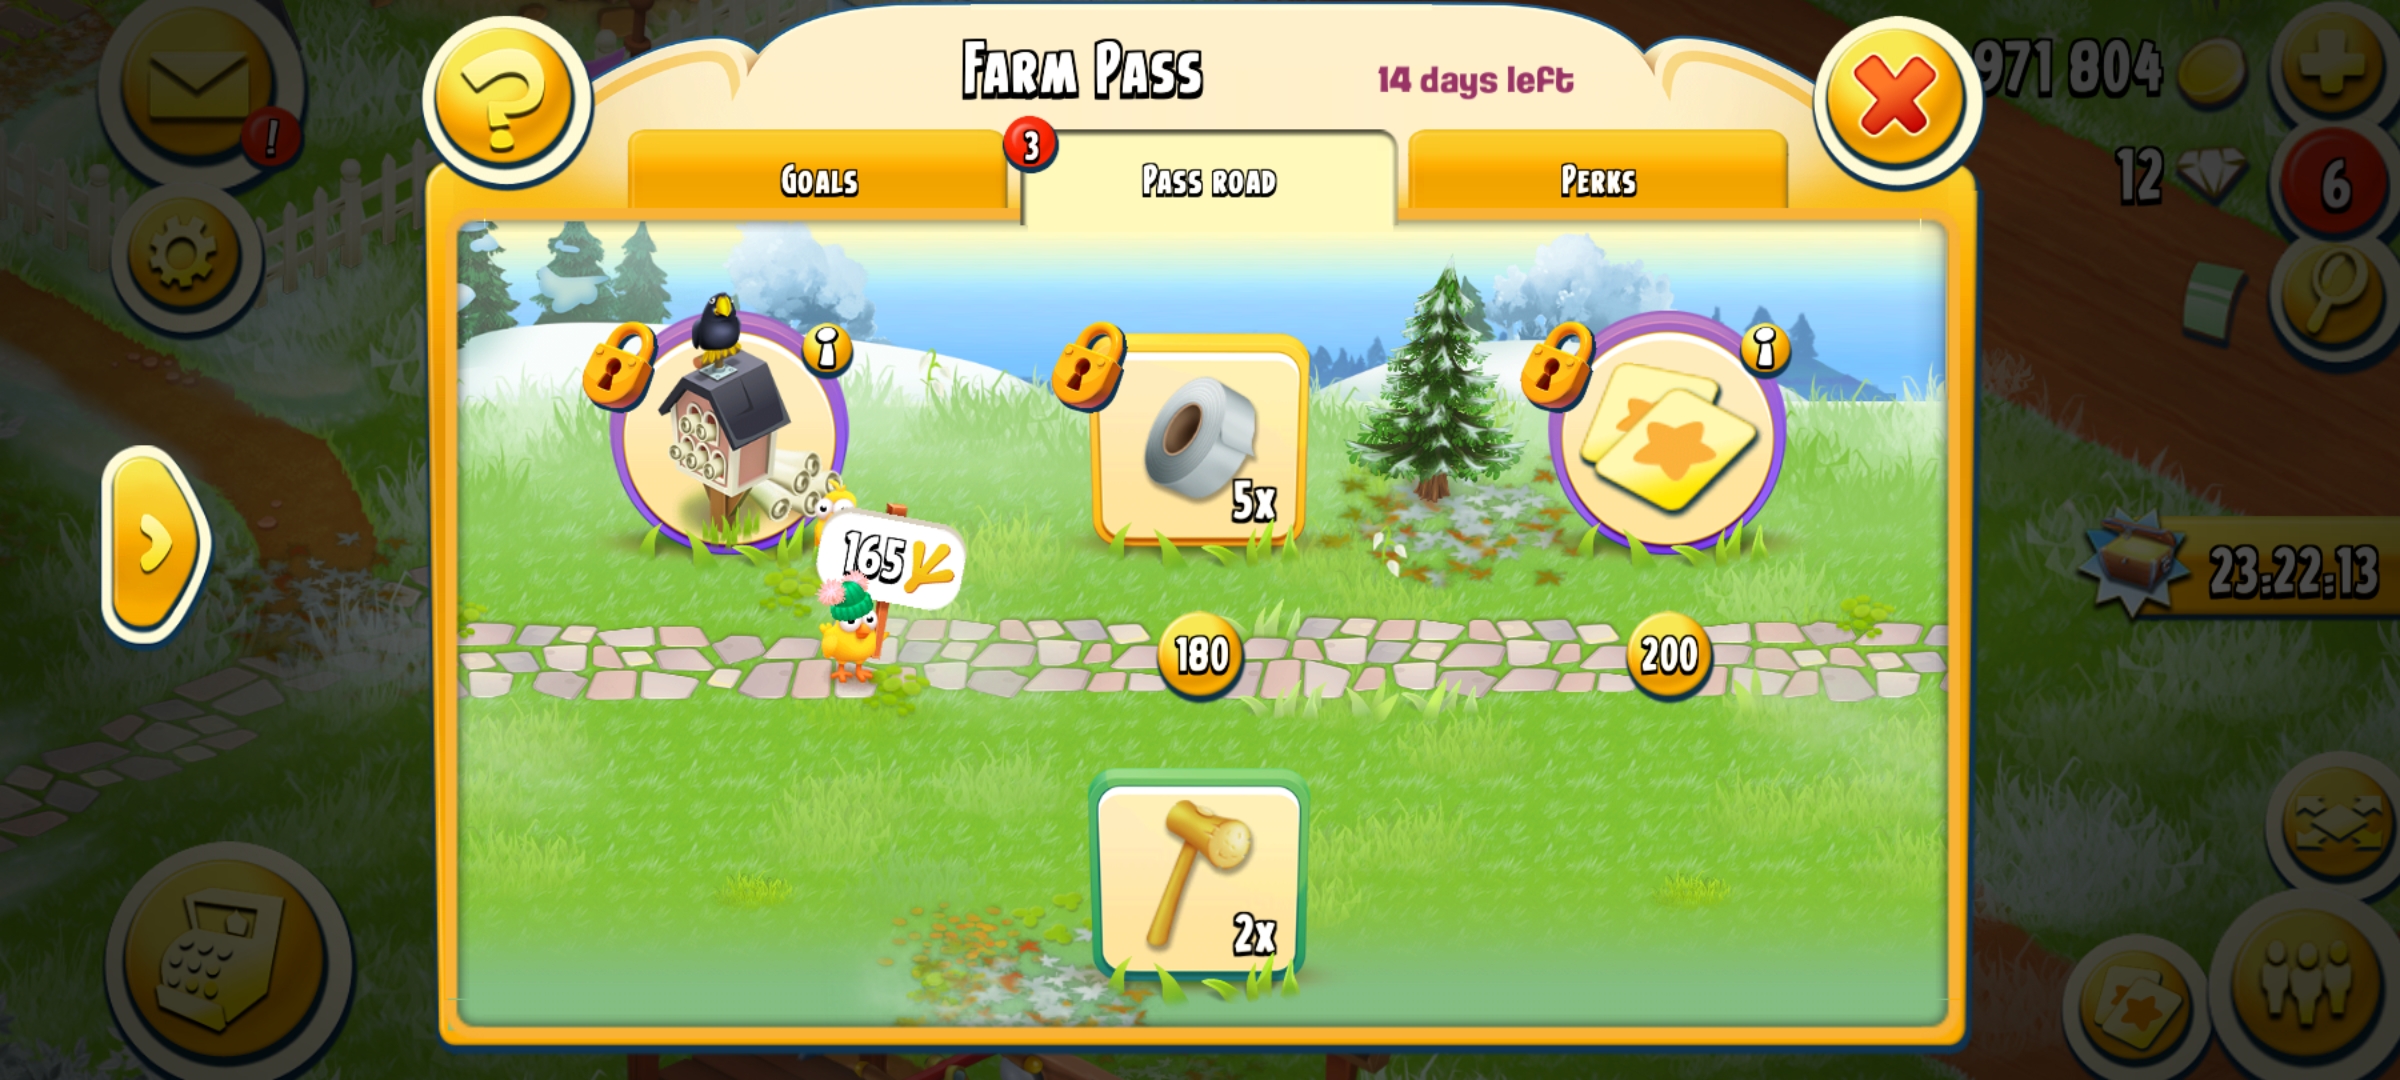 FARM PASS
14 days left
971 804
!
3
GOALS
PASS ROAD
PERKS
12
6
i
i
5x
165
23:22:13
180
200
2x